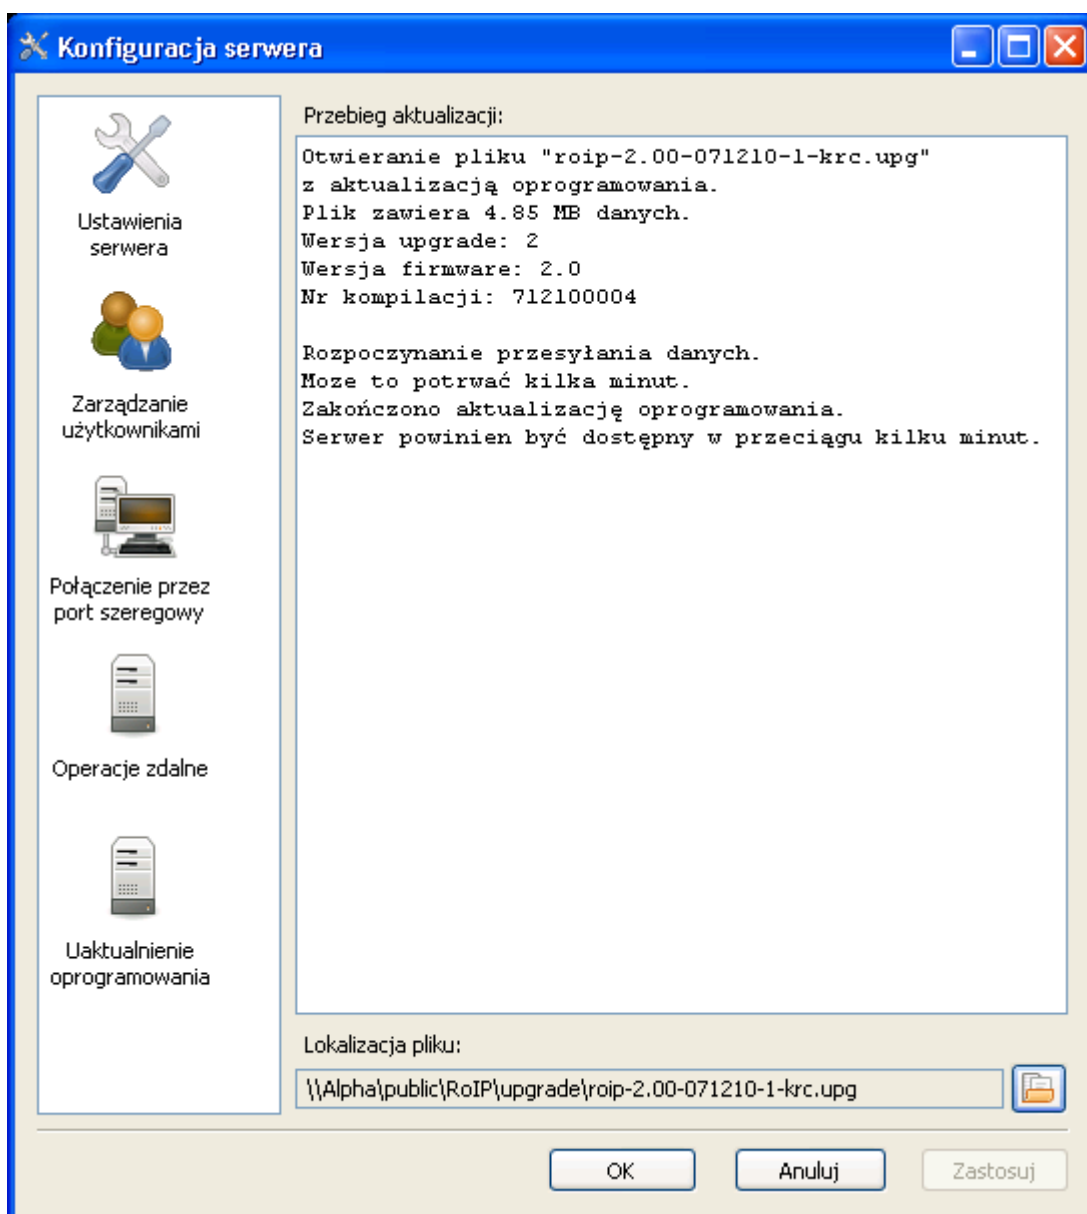 Konfiguracja serwera
Ustawienia
serwera
Zarządzanie
użytkownikami
Połączenie przez
port szeregowy
Operacje zdalne
Uaktualnienie
oprogramowania
Przebieg aktualizacji:
Otwieranie pliku "roip-2.00-071210-1-krc.upg"
z aktualizacją oprogramowania.
Plik zawiera 4.85 MB danych.
Wersja upgrade: 2
Wersja firmware: 2.0
Nr kompilacji: 712100004
Rozpoczynanie przesyłania danych.
Moze to potrwać kilka minut.
Zakończono aktualizację oprogramowania.
Serwer powinien być dostępny w przeciągu kilku minut.
Lokalizacja pliku:
\\Alpha\public\RoIP\upgrade\roip-2.00-071210-1-krc.upg
OK
Anuluj
Zastosuj